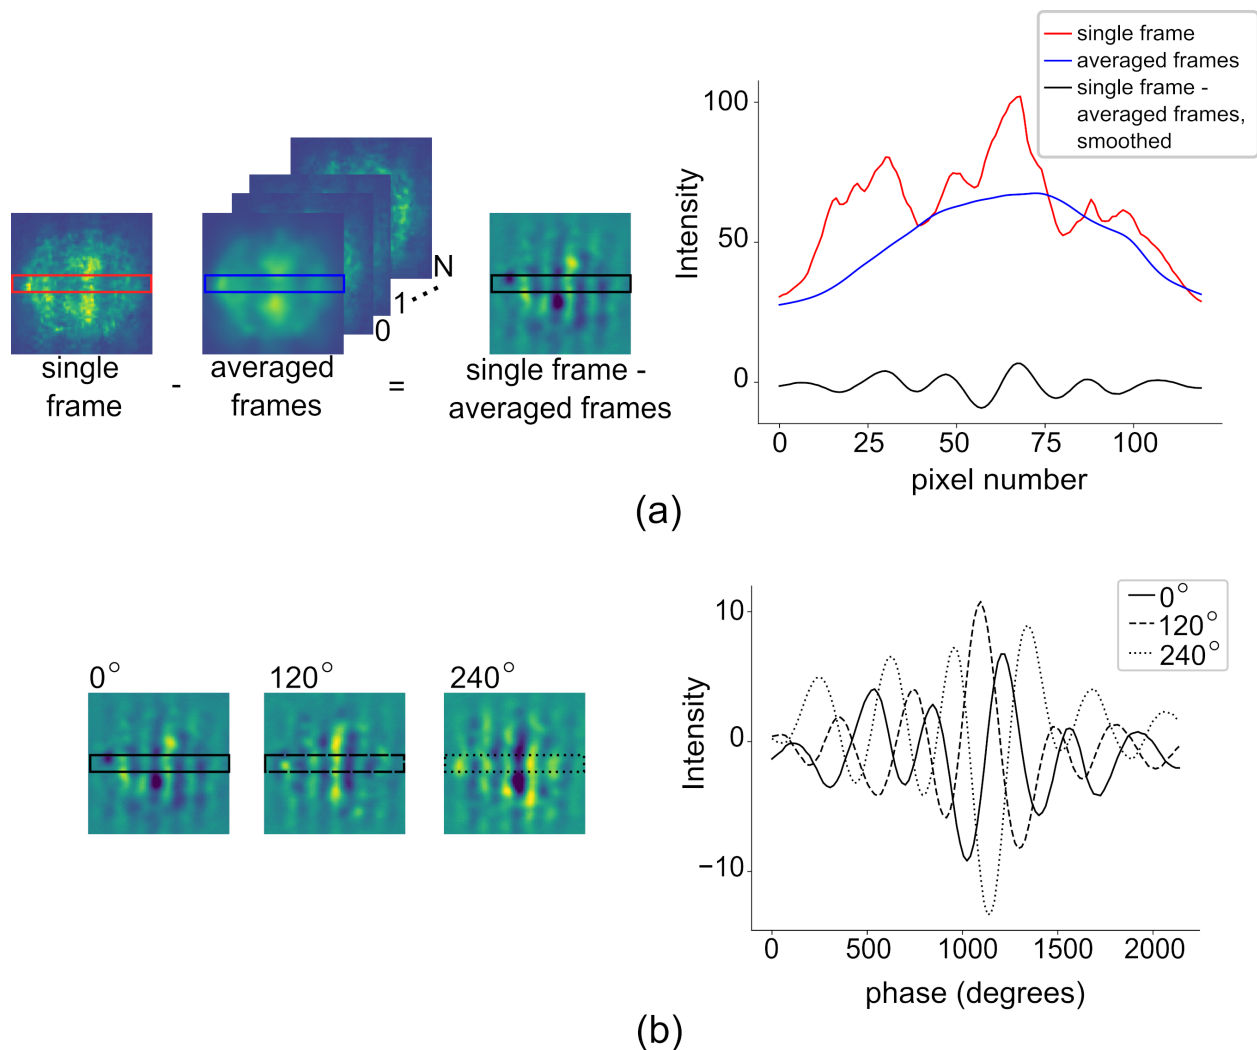 single frame
averaged frames
single frame -
averaged frames,
smoothed
100
50
0
Intensity
0 25 50 75 100
pixel number
N
1
0
single
frame
-
averaged
frames
=
single frame -
averaged frames
(a)
0°
120°
240°
10
0
−10
Intensity
0°
120°
240°
0 500 1000 1500 2000
phase (degrees)
(b)